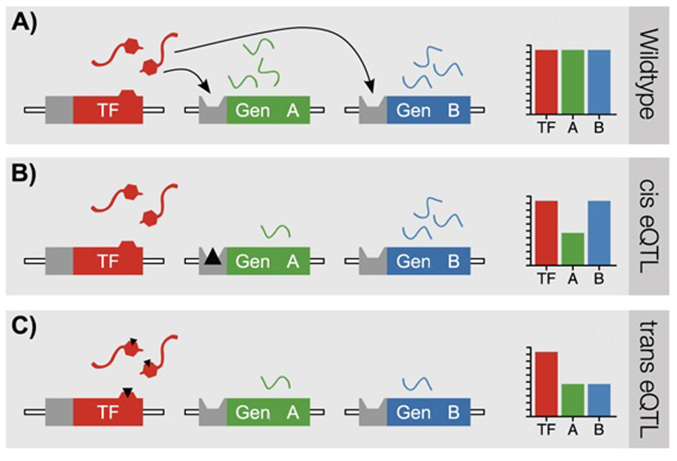 A)
TF
Gen A
Gen B
TF A B
Wildtype
B)
TF
Gen A
Gen B
TF A B
cis eQTL
C)
TF
Gen A
Gen B
TF A B
trans eQTL